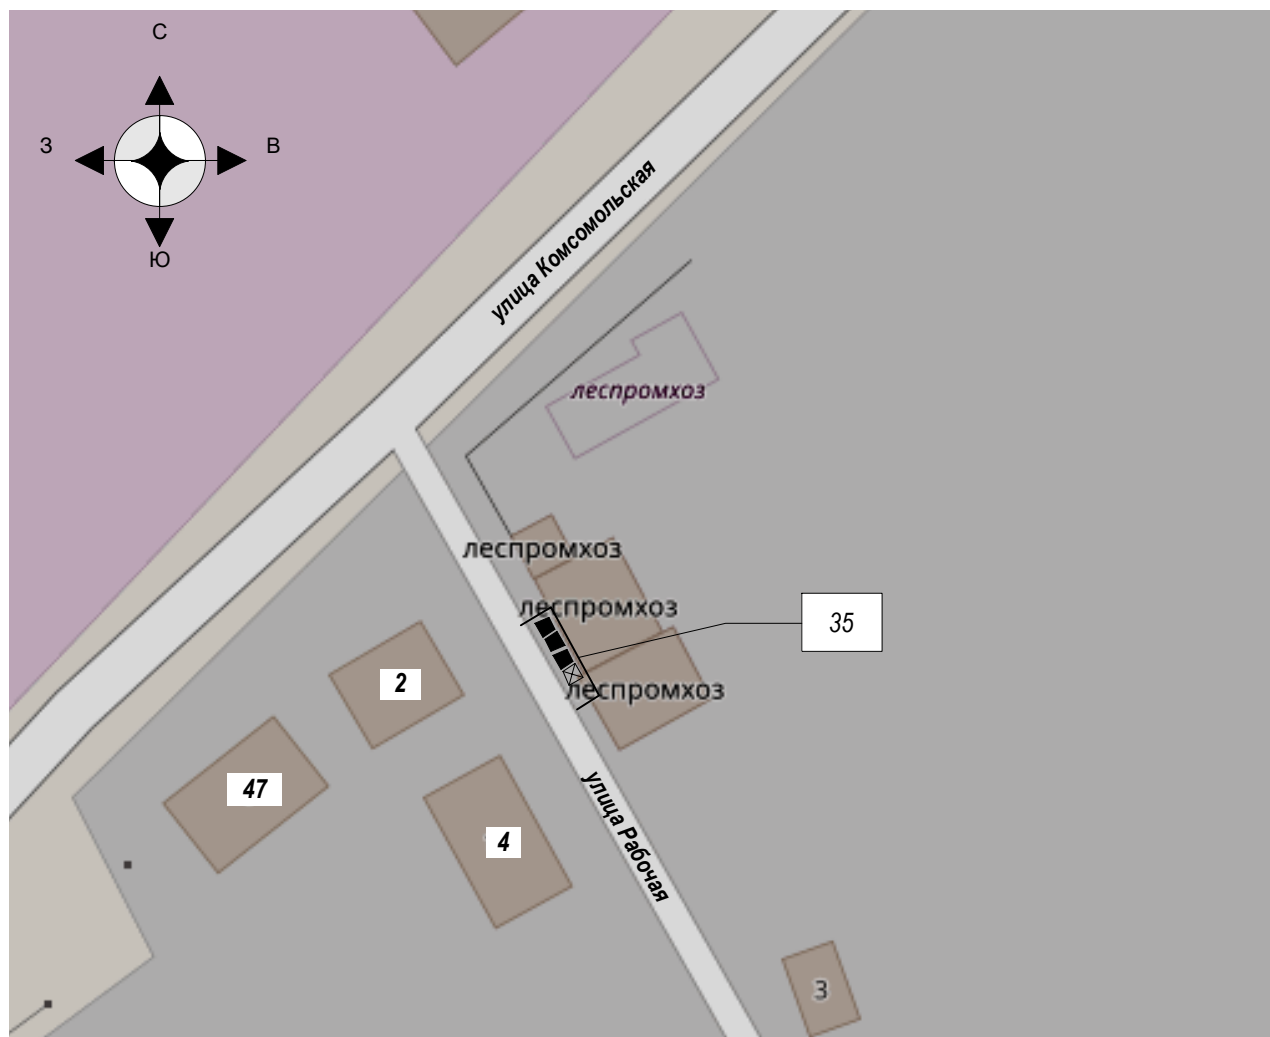 С
З
В
Ю
улица Комсомольская
леспромхоз
леспромхоз
леспромхоз
35
2
леспромхоз
47
улица Рабочая
4
3